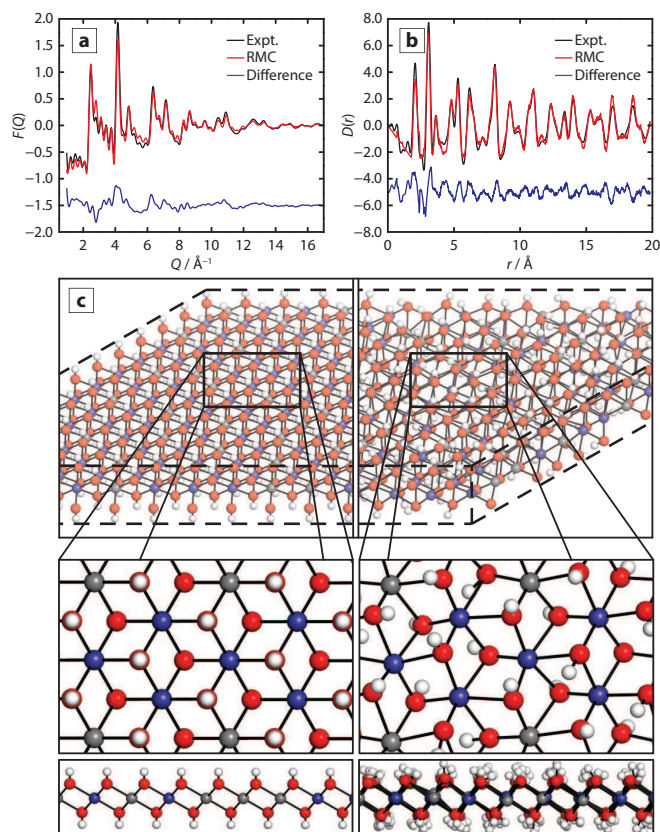 a
Expt.
RMC
Difference
2.0
1.5
1.0
0.5
0.0
-0.5
-1.0
-1.5
-2.0
F(Q)
2 4 6 8 10 12 14 16
Q / Å⁻¹
b
Expt.
RMC
Difference
8.0
6.0
4.0
2.0
0.0
-2.0
-4.0
-6.0
-8.0
D(r)
0 5 10 15 20
r / Å
c